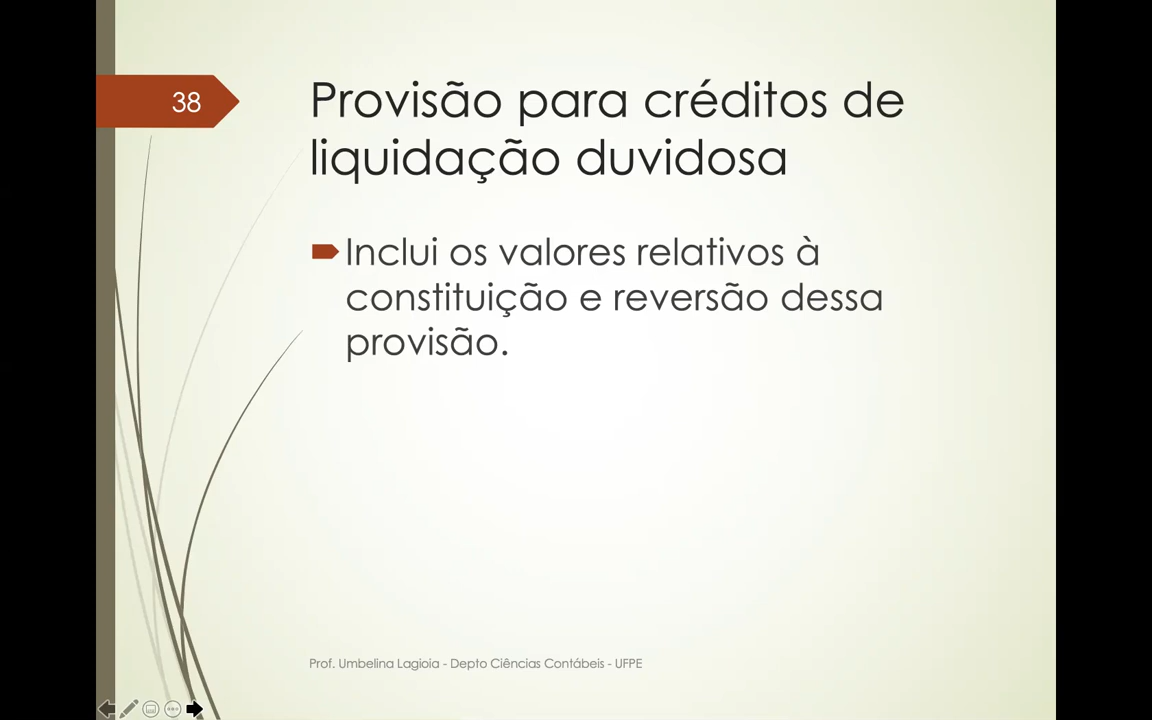 38
Provisão para créditos de
liquidação duvidosa
Inclui os valores relativos à
constituição e reversão dessa
provisão.
Prof. Umbelina Lagioia - Depto Ciências Contábeis - UFPE